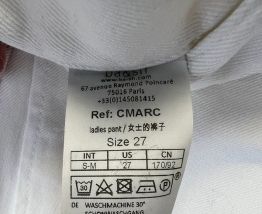 67 avenue Raymond Poincaré
75016 Paris
+33(0)145081415
Ref: CMARC
ladies pant / 女士的裤子
Size 27
INT US CN
S-M 27 170/92
30
DE WASCHMACHINE 30°